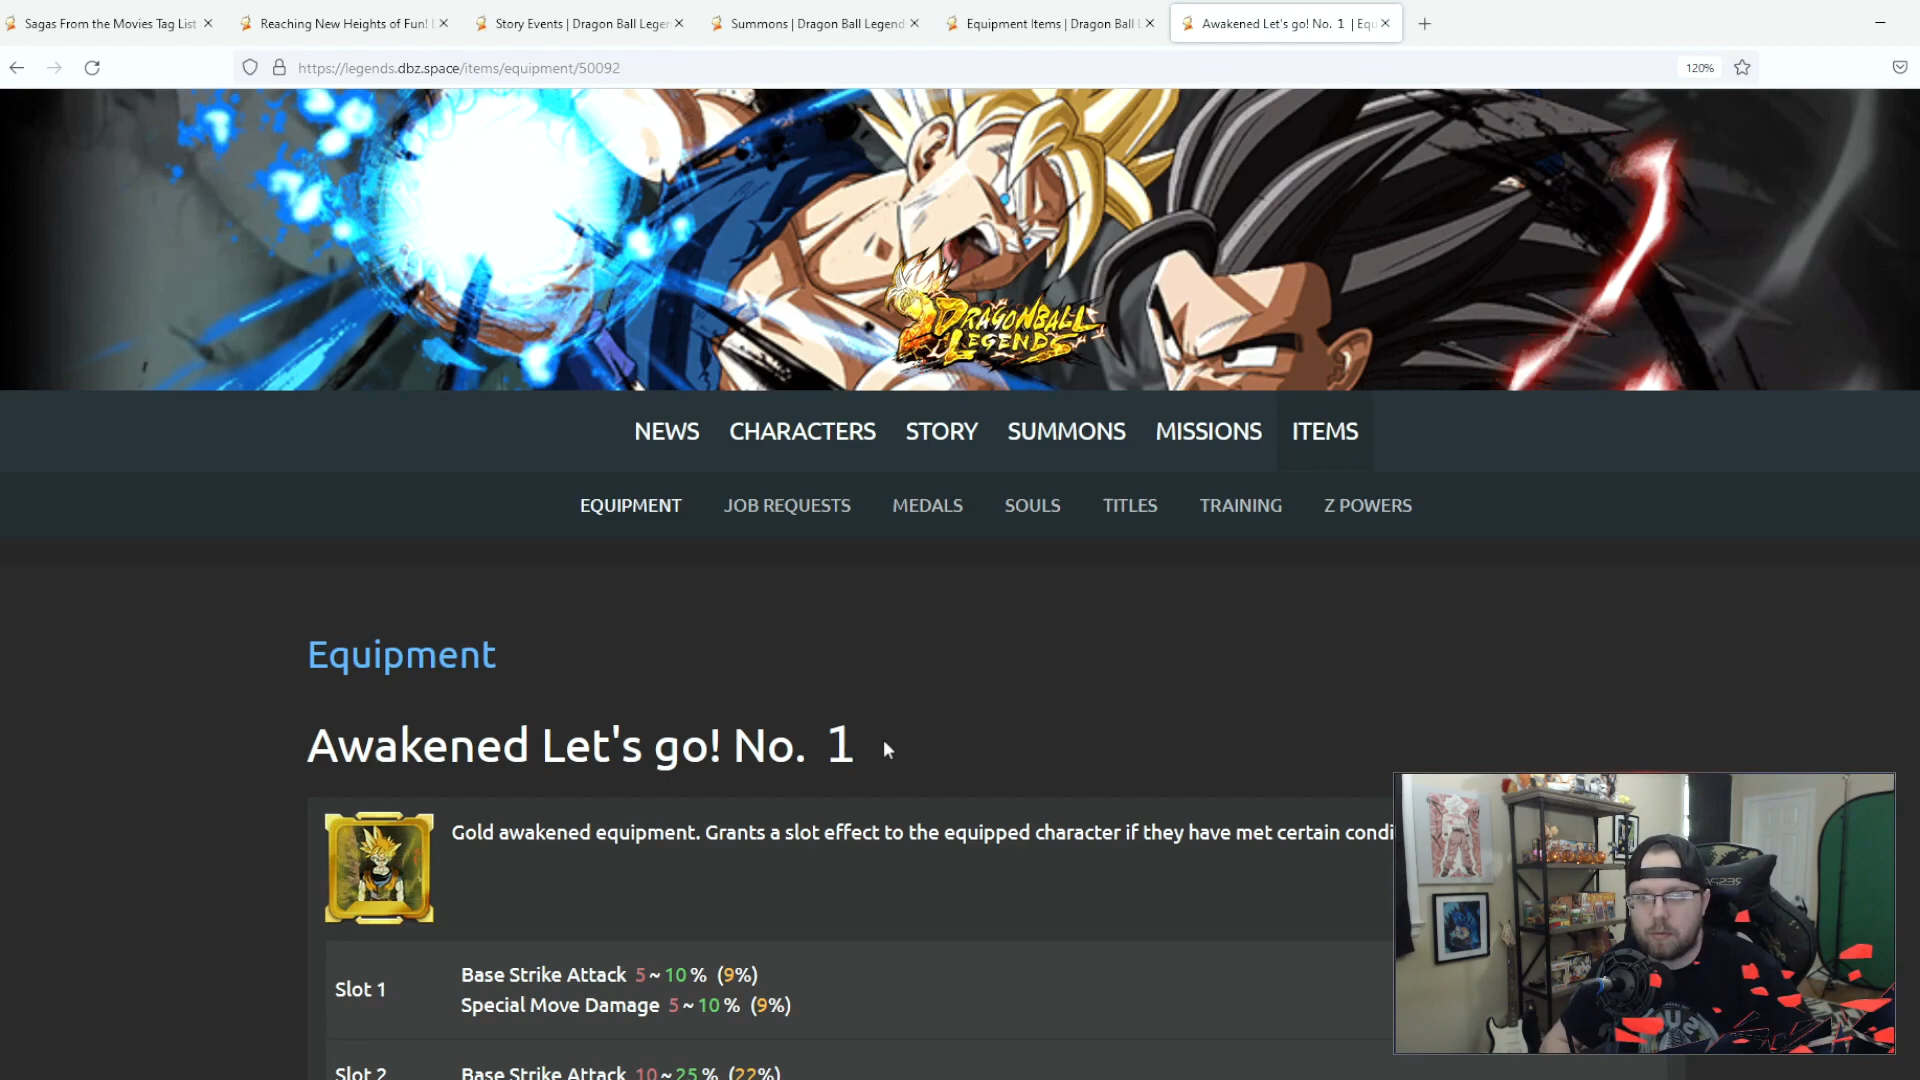 Sagas From the Movies Tag List
Reaching New Heights of Fun!
Story Events | Dragon Ball Legen
Summons | Dragon Ball Legend
Equipment Items | Dragon Ball L
Awakened Let's go! No. 1 | Equ
https://legends.dbz.space/items/equipment/50092
120%
DRAGONBALL
LEGENDS
NEWS CHARACTERS STORY SUMMONS MISSIONS ITEMS
EQUIPMENT JOB REQUESTS MEDALS SOULS TITLES TRAINING Z POWERS
Equipment
Awakened Let's go! No. 1
Gold awakened equipment. Grants a slot effect to the equipped character if they have met certain condi
Slot 1
Base Strike Attack 5~10% (9%)
Special Move Damage 5~10% (9%)
Slot 2
Base Strike Attack 10~25% (22%)